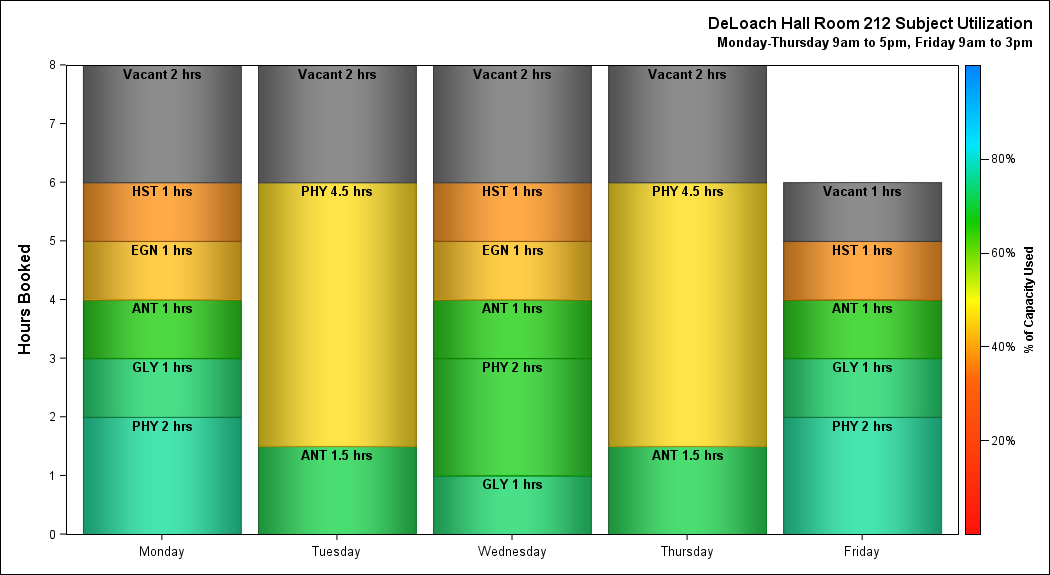 DeLoach Hall Room 212 Subject Utilization
Monday-Thursday 9am to 5pm, Friday 9am to 3pm
Hours Booked
8
7
6
5
4
3
2
1
0
Vacant 2 hrs
HST 1 hrs
EGN 1 hrs
ANT 1 hrs
GLY 1 hrs
PHY 2 hrs
Vacant 2 hrs
PHY 4.5 hrs
ANT 1.5 hrs
Vacant 2 hrs
HST 1 hrs
EGN 1 hrs
ANT 1 hrs
PHY 2 hrs
GLY 1 hrs
Vacant 2 hrs
PHY 4.5 hrs
ANT 1.5 hrs
Vacant 1 hrs
HST 1 hrs
ANT 1 hrs
GLY 1 hrs
PHY 2 hrs
Monday
Tuesday
Wednesday
Thursday
Friday
80%
60%
40%
20%
% of Capacity Used